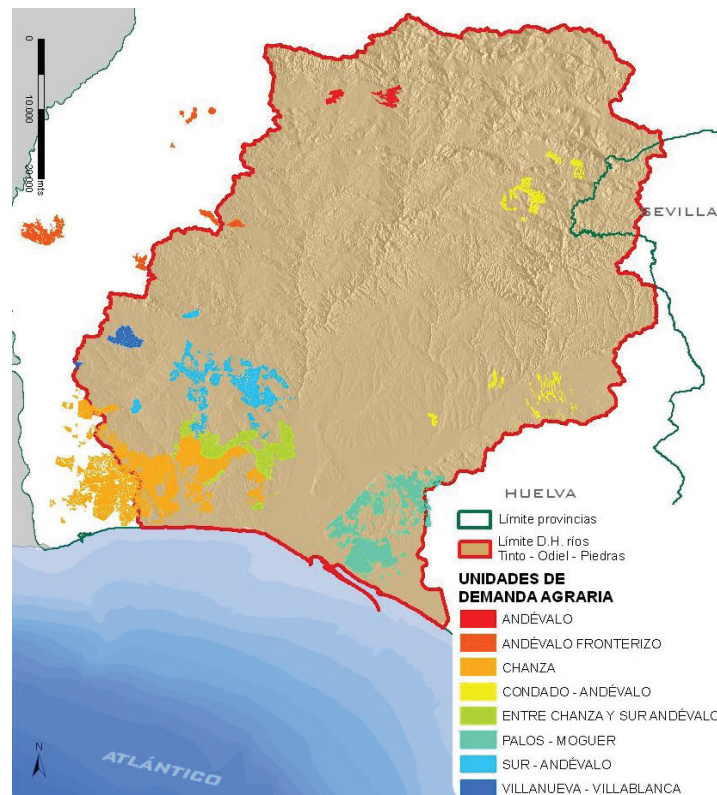 0
10.000
20.000
mts
SEVILLA
HUELVA
Límite provincias
Límite D.H. ríos
Tinto - Odiel - Piedras
UNIDADES DE
DEMANDA AGRARIA
ANDÉVALO
ANDÉVALO FRONTERIZO
CHANZA
CONDADO - ANDÉVALO
ENTRE CHANZA Y SUR ANDÉVALO
PALOS - MOGUER
SUR - ANDÉVALO
VILLANUEVA - VILLABLANCA
N
ATLÁNTICO